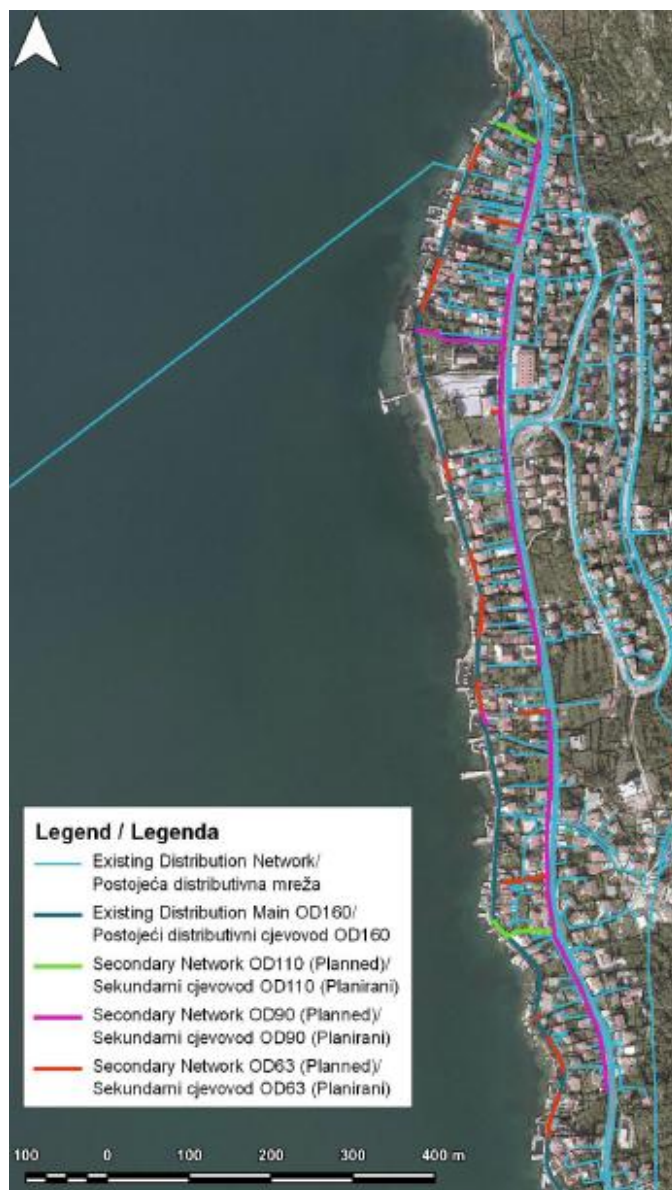 Legend / Legenda
Existing Distribution Network/
Postojeća distributivna mreža
Existing Distribution Main OD160/
Postojeći distributivni cjevovod OD160
Secondary Network OD110 (Planned)/
Sekundarni cjevovod OD110 (Planirani)
Secondary Network OD90 (Planned)/
Sekundarni cjevovod OD90 (Planirani)
Secondary Network OD63 (Planned)/
Sekundarni cjevovod OD63 (Planirani)
100 0 100 200 300 400 m